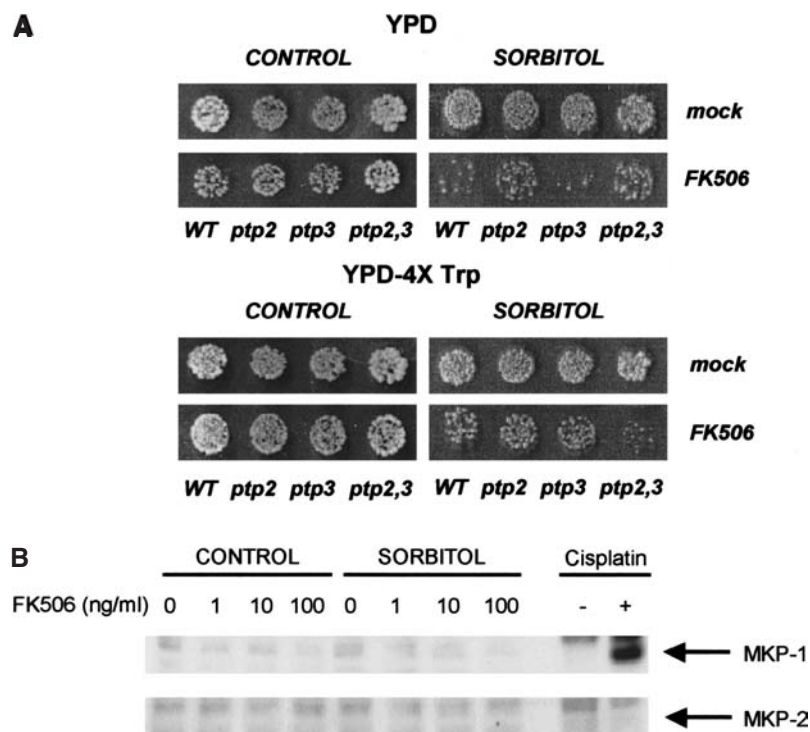 A
YPD
CONTROL SORBITOL
mock
FK506
WT ptp2 ptp3 ptp2,3 WT ptp2 ptp3 ptp2,3
YPD-4X Trp
CONTROL SORBITOL
mock
FK506
WT ptp2 ptp3 ptp2,3 WT ptp2 ptp3 ptp2,3
B
CONTROL SORBITOL Cisplatin
FK506 (ng/ml) 0 1 10 100 0 1 10 100 - +
MKP-1
MKP-2